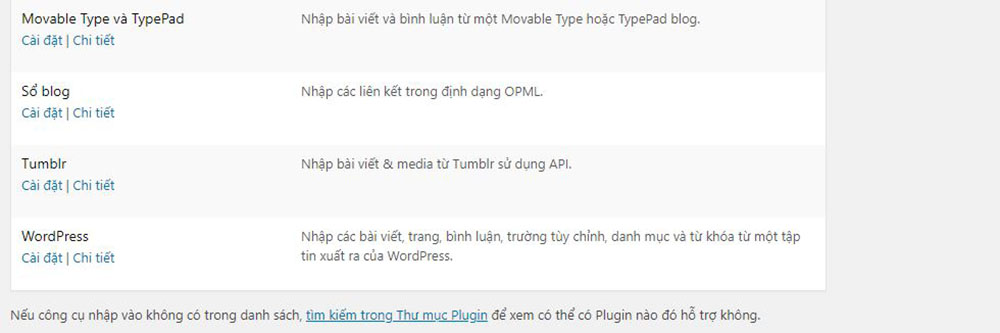 Movable Type và TypePad
Nhập bài viết và bình luận từ một Movable Type hoặc TypePad blog.
Cài đặt | Chi tiết
Sổ blog
Nhập các liên kết trong định dạng OPML.
Cài đặt | Chi tiết
Tumblr
Nhập bài viết & media từ Tumblr sử dụng API.
Cài đặt | Chi tiết
WordPress
Nhập các bài viết, trang, bình luận, trường tùy chỉnh, danh mục và từ khóa từ một tập
tin xuất ra của WordPress.
Cài đặt | Chi tiết
Nếu công cụ nhập vào không có trong danh sách, tìm kiếm trong Thư mục Plugin để xem có thể có Plugin nào đó hỗ trợ không.